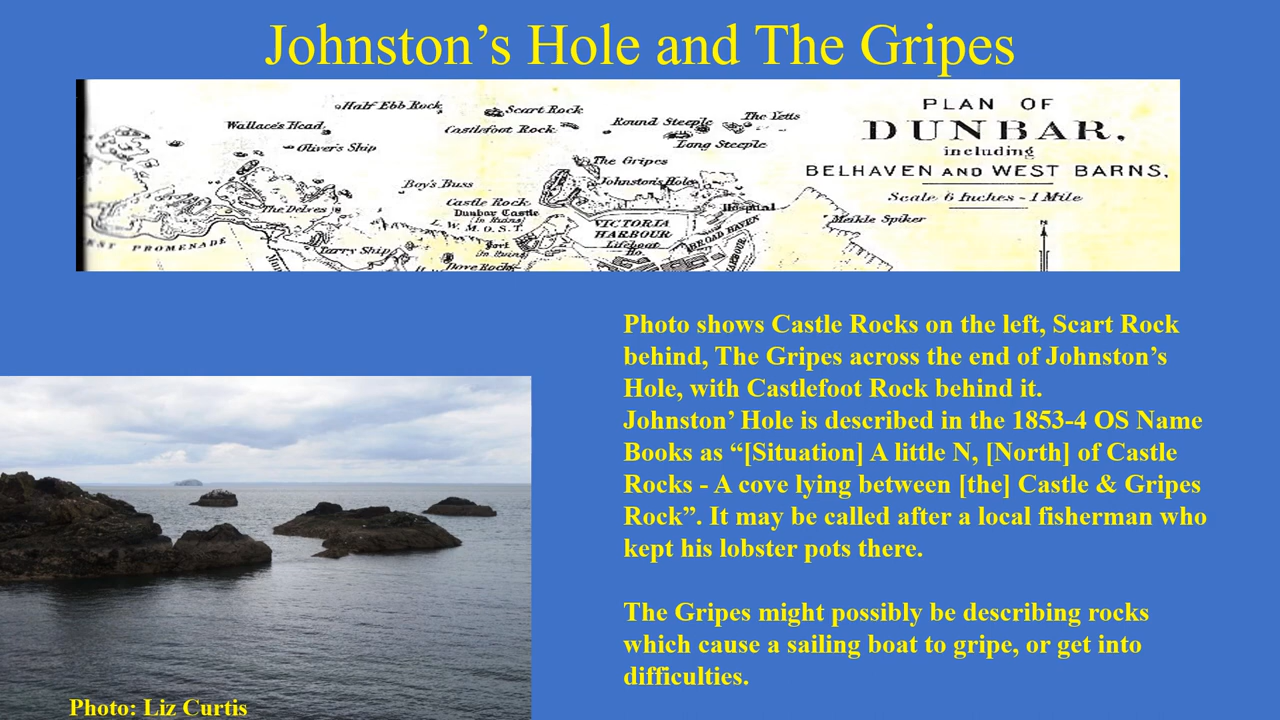 Johnston’s Hole and The Gripes
Half Ebb Rock
Scart Rock
Wallace's Head
Castlefoot Rock
Round Steeple
The Yetts
Oliver's Ship
Long Steeple
The Gripes
Boy's Buss
Johnston's Hole
Castle Rock
The Delves
Dunbar Castle
(in Ruins)
L. W. M. O. S. T.
VICTORIA
HARBOUR
Lifeboat
Ho.
Hospital
BROAD HAVEN
HARBOUR
Meikle Spiker
EST PROMENADE
Tarry Ship
Fort
(in Ruins)
Dove Rock
PLAN OF
DUNBAR,
including
BELHAVEN AND WEST BARNS.
Scale 6 Inches - 1 Mile
N
Photo shows Castle Rocks on the left, Scart Rock
behind, The Gripes across the end of Johnston’s
Hole, with Castlefoot Rock behind it.
Johnston’ Hole is described in the 1853-4 OS Name
Books as “[Situation] A little N, [North] of Castle
Rocks - A cove lying between [the] Castle & Gripes
Rock”. It may be called after a local fisherman who
kept his lobster pots there.
The Gripes might possibly be describing rocks
which cause a sailing boat to gripe, or get into
difficulties.
Photo: Liz Curtis